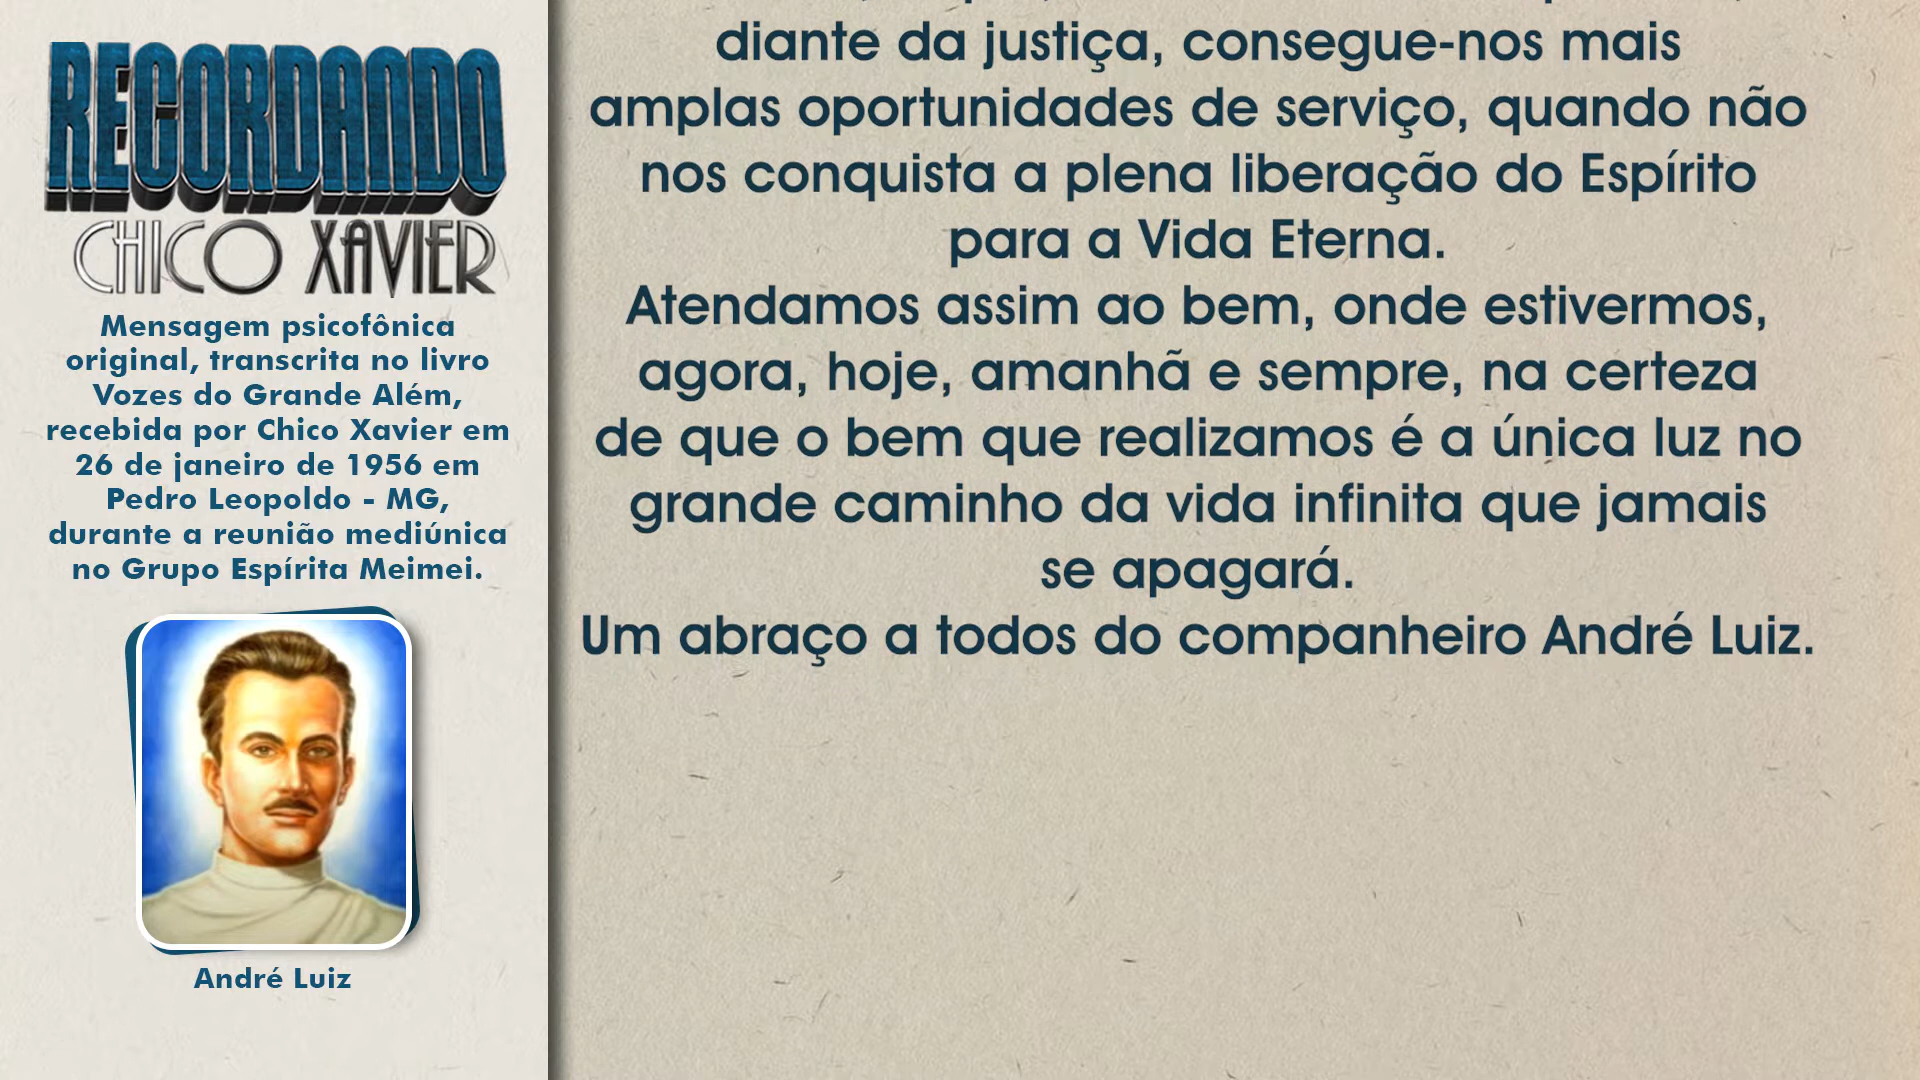 RECORDANDO
CHICO XAVIER
Mensagem psicofônica
original, transcrita no livro
Vozes do Grande Além,
recebida por Chico Xavier em
26 de janeiro de 1956 em
Pedro Leopoldo - MG,
durante a reunião mediúnica
no Grupo Espírita Meimei.
André Luiz
diante da justiça, consegue-nos mais
amplas oportunidades de serviço, quando não
nos conquista a plena liberação do Espírito
para a Vida Eterna.
Atendamos assim ao bem, onde estivermos,
agora, hoje, amanhã e sempre, na certeza
de que o bem que realizamos é a única luz no
grande caminho da vida infinita que jamais
se apagará.
Um abraço a todos do companheiro André Luiz.